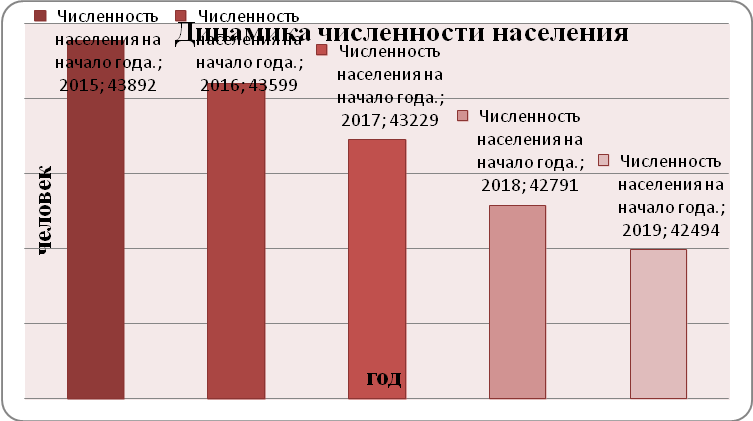 Динамика численности населения
Численность
населения на
начало года.;
2015; 43892
Численность
населения на
начало года.;
2016; 43599
Численность
населения на
начало года.;
2017; 43229
Численность
населения на
начало года.;
2018; 42791
Численность
населения на
начало года.;
2019; 42494
человек
год